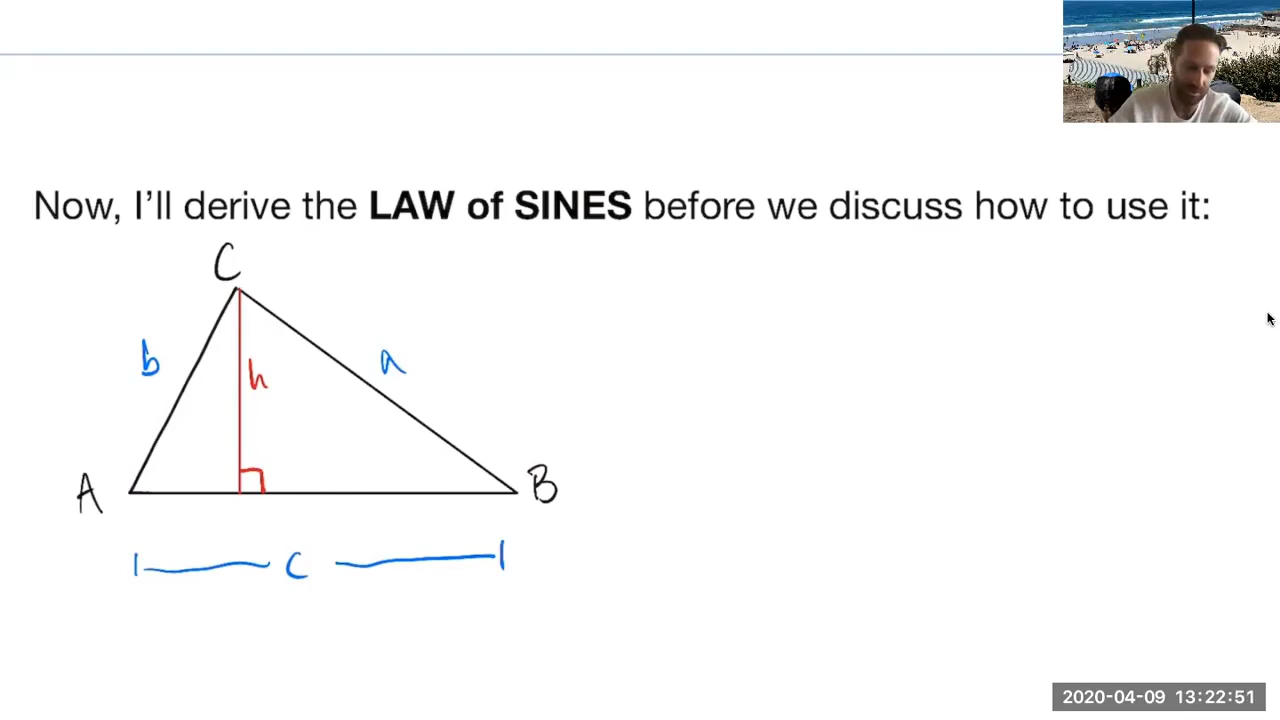 Now, I'll derive the LAW of SINES before we discuss how to use it:
C
b
h
a
A
B
c
2020-04-09 13:22:51